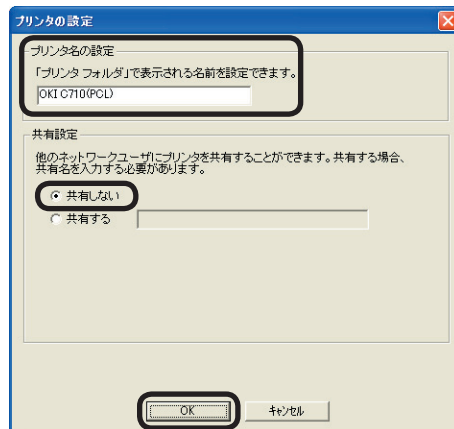 プリンタの設定
プリンタ名の設定
「プリンタ フォルダ」で表示される名前を設定できます。
OKI C710(PCL)
共有設定
他のネットワークユーザにプリンタを共有することができます。共有する場合、
共有名を入力する必要があります。
共有しない
共有する
OK
キャンセル